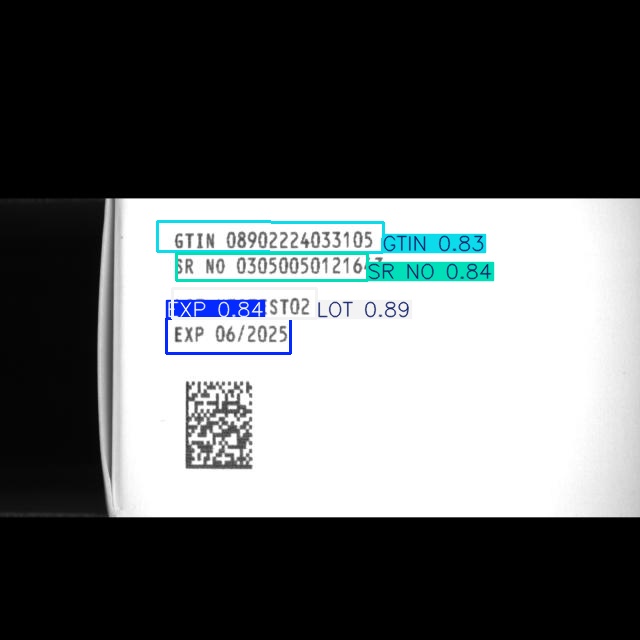 GTIN 08902224033105 GTIN 0.83
SR NO 030500501216 SR NO 0.84
EXP 0.84 ST02 LOT 0.89
EXP 06/2025